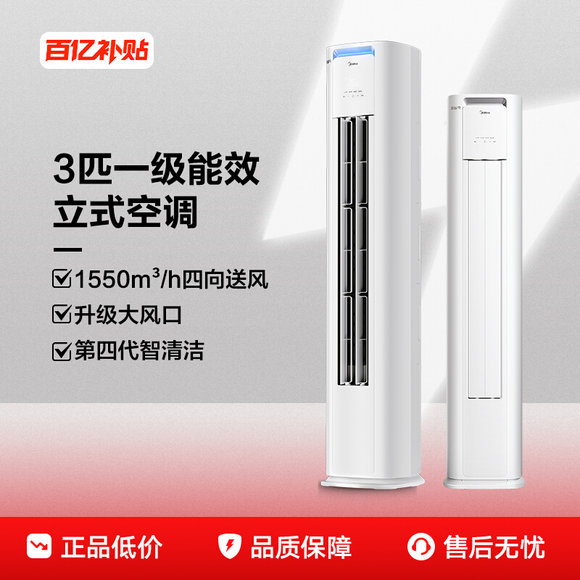 百亿补贴
3匹一级能效
立式空调
1550m³/h四向送风
升级大风口
第四代智清洁
Midea
Midea
正品低价
品质保障
售后无忧